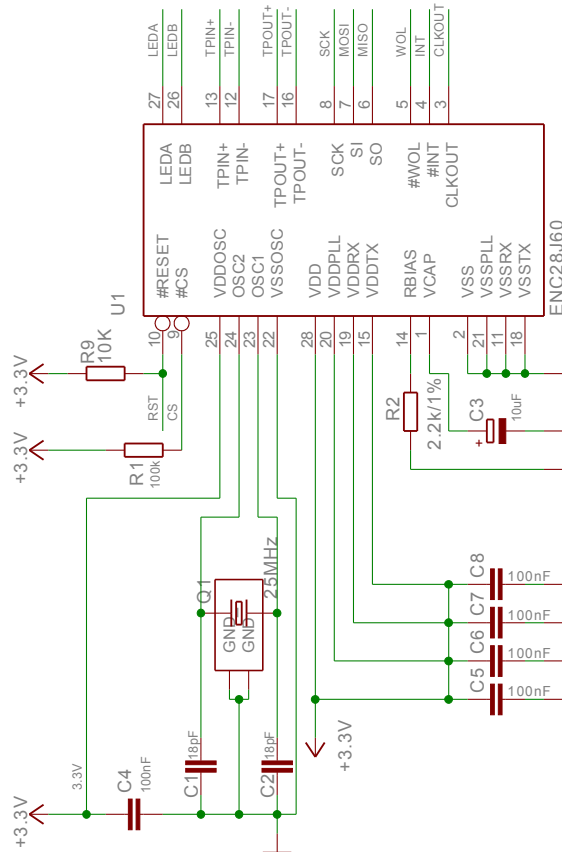 LEDA
LEDB
TPIN+
TPIN-
TPOUT+
TPOUT-
SCK
MOSI
MISO
WOL
INT
CLKOUT
27
26
13
12
17
16
8
7
6
5
4
3
LEDA
LEDB
TPIN+
TPIN-
TPOUT+
TPOUT-
SCK
SI
SO
#WOL
#INT
CLKOUT
#RESET
#CS
VDDOSC
OSC2
OSC1
VSSOSC
VDD
VDDPLL
VDDRX
VDDTX
RBIAS
VCAP
VSS
VSSPLL
VSSRX
VSSTX
U1
ENC28J60
10
9
25
24
23
22
28
20
19
15
14
1
2
21
11
18
+3.3V
R9
10K
RST
CS
+3.3V
R1
100k
R2
2.2k/1%
C3
10uF
+
Q1
25MHz
GND
GND
C8
100nF
C7
100nF
C6
100nF
C5
100nF
+3.3V
3.3V
+3.3V
C4
100nF
C1
18pF
C2
18pF